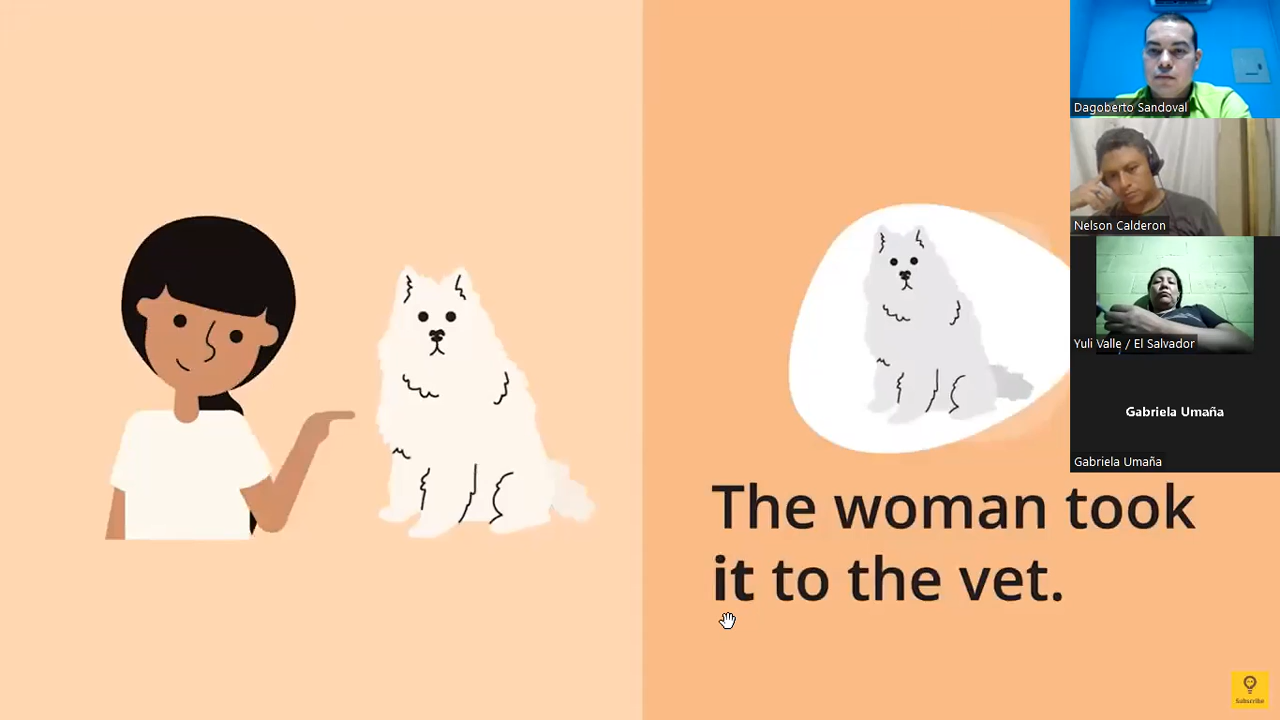 Dagoberto Sandoval
Nelson Calderon
Yuli Valle / El Salvador
Gabriela Umaña
Gabriela Umaña
The woman took
it to the vet.
Subscribe